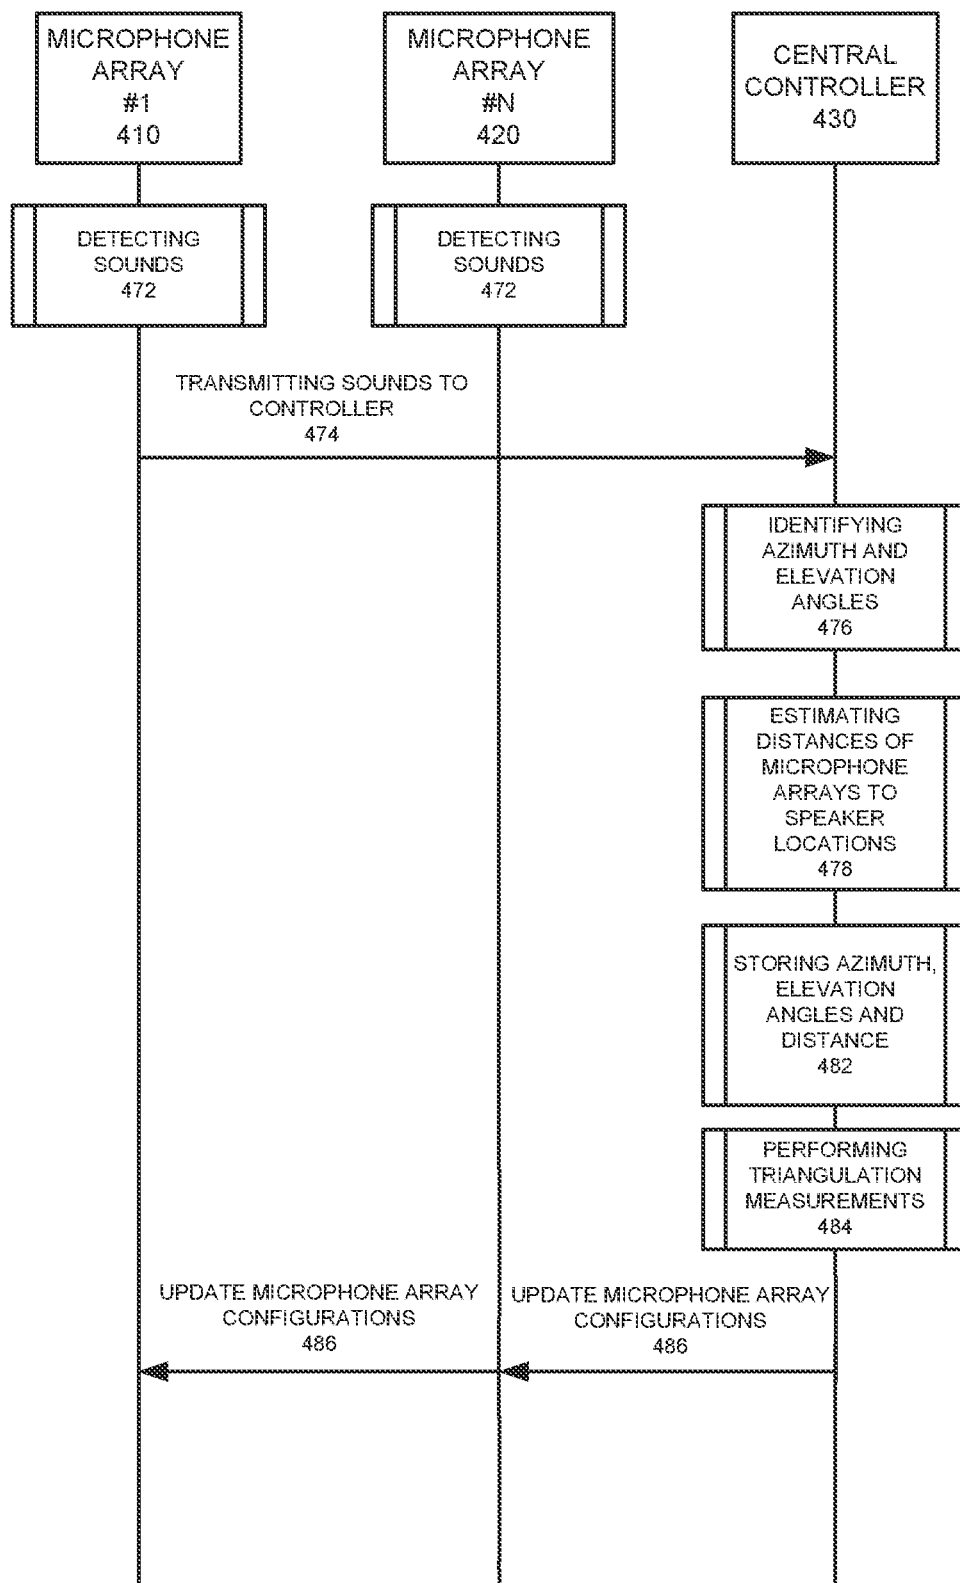 MICROPHONE
ARRAY
#1
410
MICROPHONE
ARRAY
#N
420
CENTRAL
CONTROLLER
430
DETECTING
SOUNDS
472
DETECTING
SOUNDS
472
TRANSMITTING SOUNDS TO
CONTROLLER
474
IDENTIFYING
AZIMUTH AND
ELEVATION
ANGLES
476
ESTIMATING
DISTANCES OF
MICROPHONE
ARRAYS TO
SPEAKER
LOCATIONS
478
STORING AZIMUTH,
ELEVATION
ANGLES AND
DISTANCE
482
PERFORMING
TRIANGULATION
MEASUREMENTS
484
UPDATE MICROPHONE ARRAY
CONFIGURATIONS
486
UPDATE MICROPHONE ARRAY
CONFIGURATIONS
486